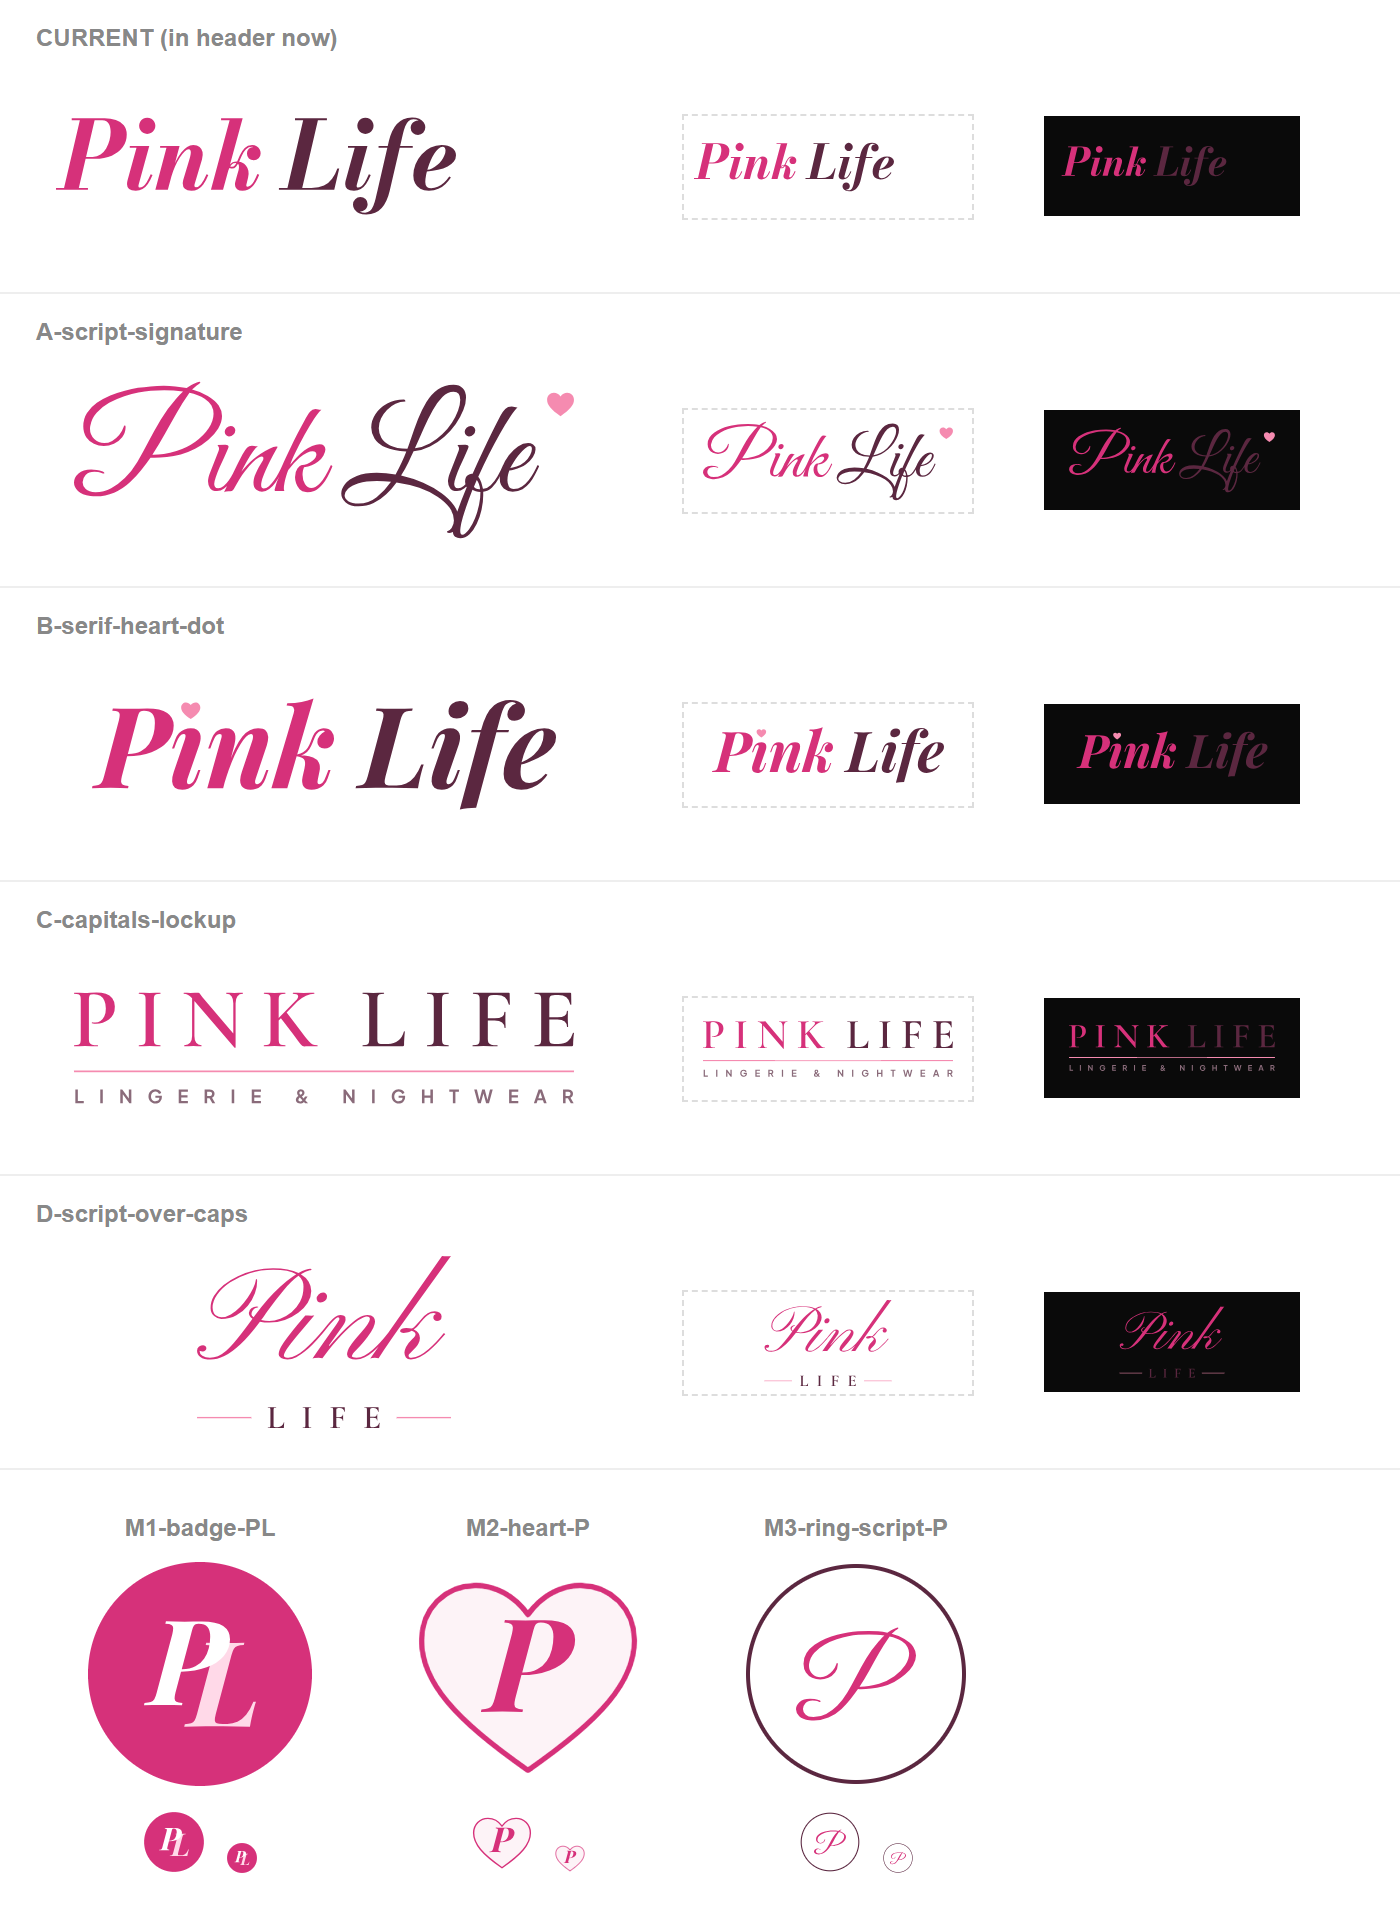 CURRENT (in header now)
Pink Life
Pink Life
Pink Life
A-script-signature
Pink Life
Pink Life
Pink Life
B-serif-heart-dot
Pink Life
Pink Life
Pink Life
C-capitals-lockup
PINK LIFE
LINGERIE & NIGHTWEAR
PINK LIFE
LINGERIE & NIGHTWEAR
PINK LIFE
LINGERIE & NIGHTWEAR
D-script-over-caps
Pink
LIFE
Pink
LIFE
Pink
LIFE
M1-badge-PL
M2-heart-P
M3-ring-script-P
PL
P
P
PL
PL
P
P
P
P